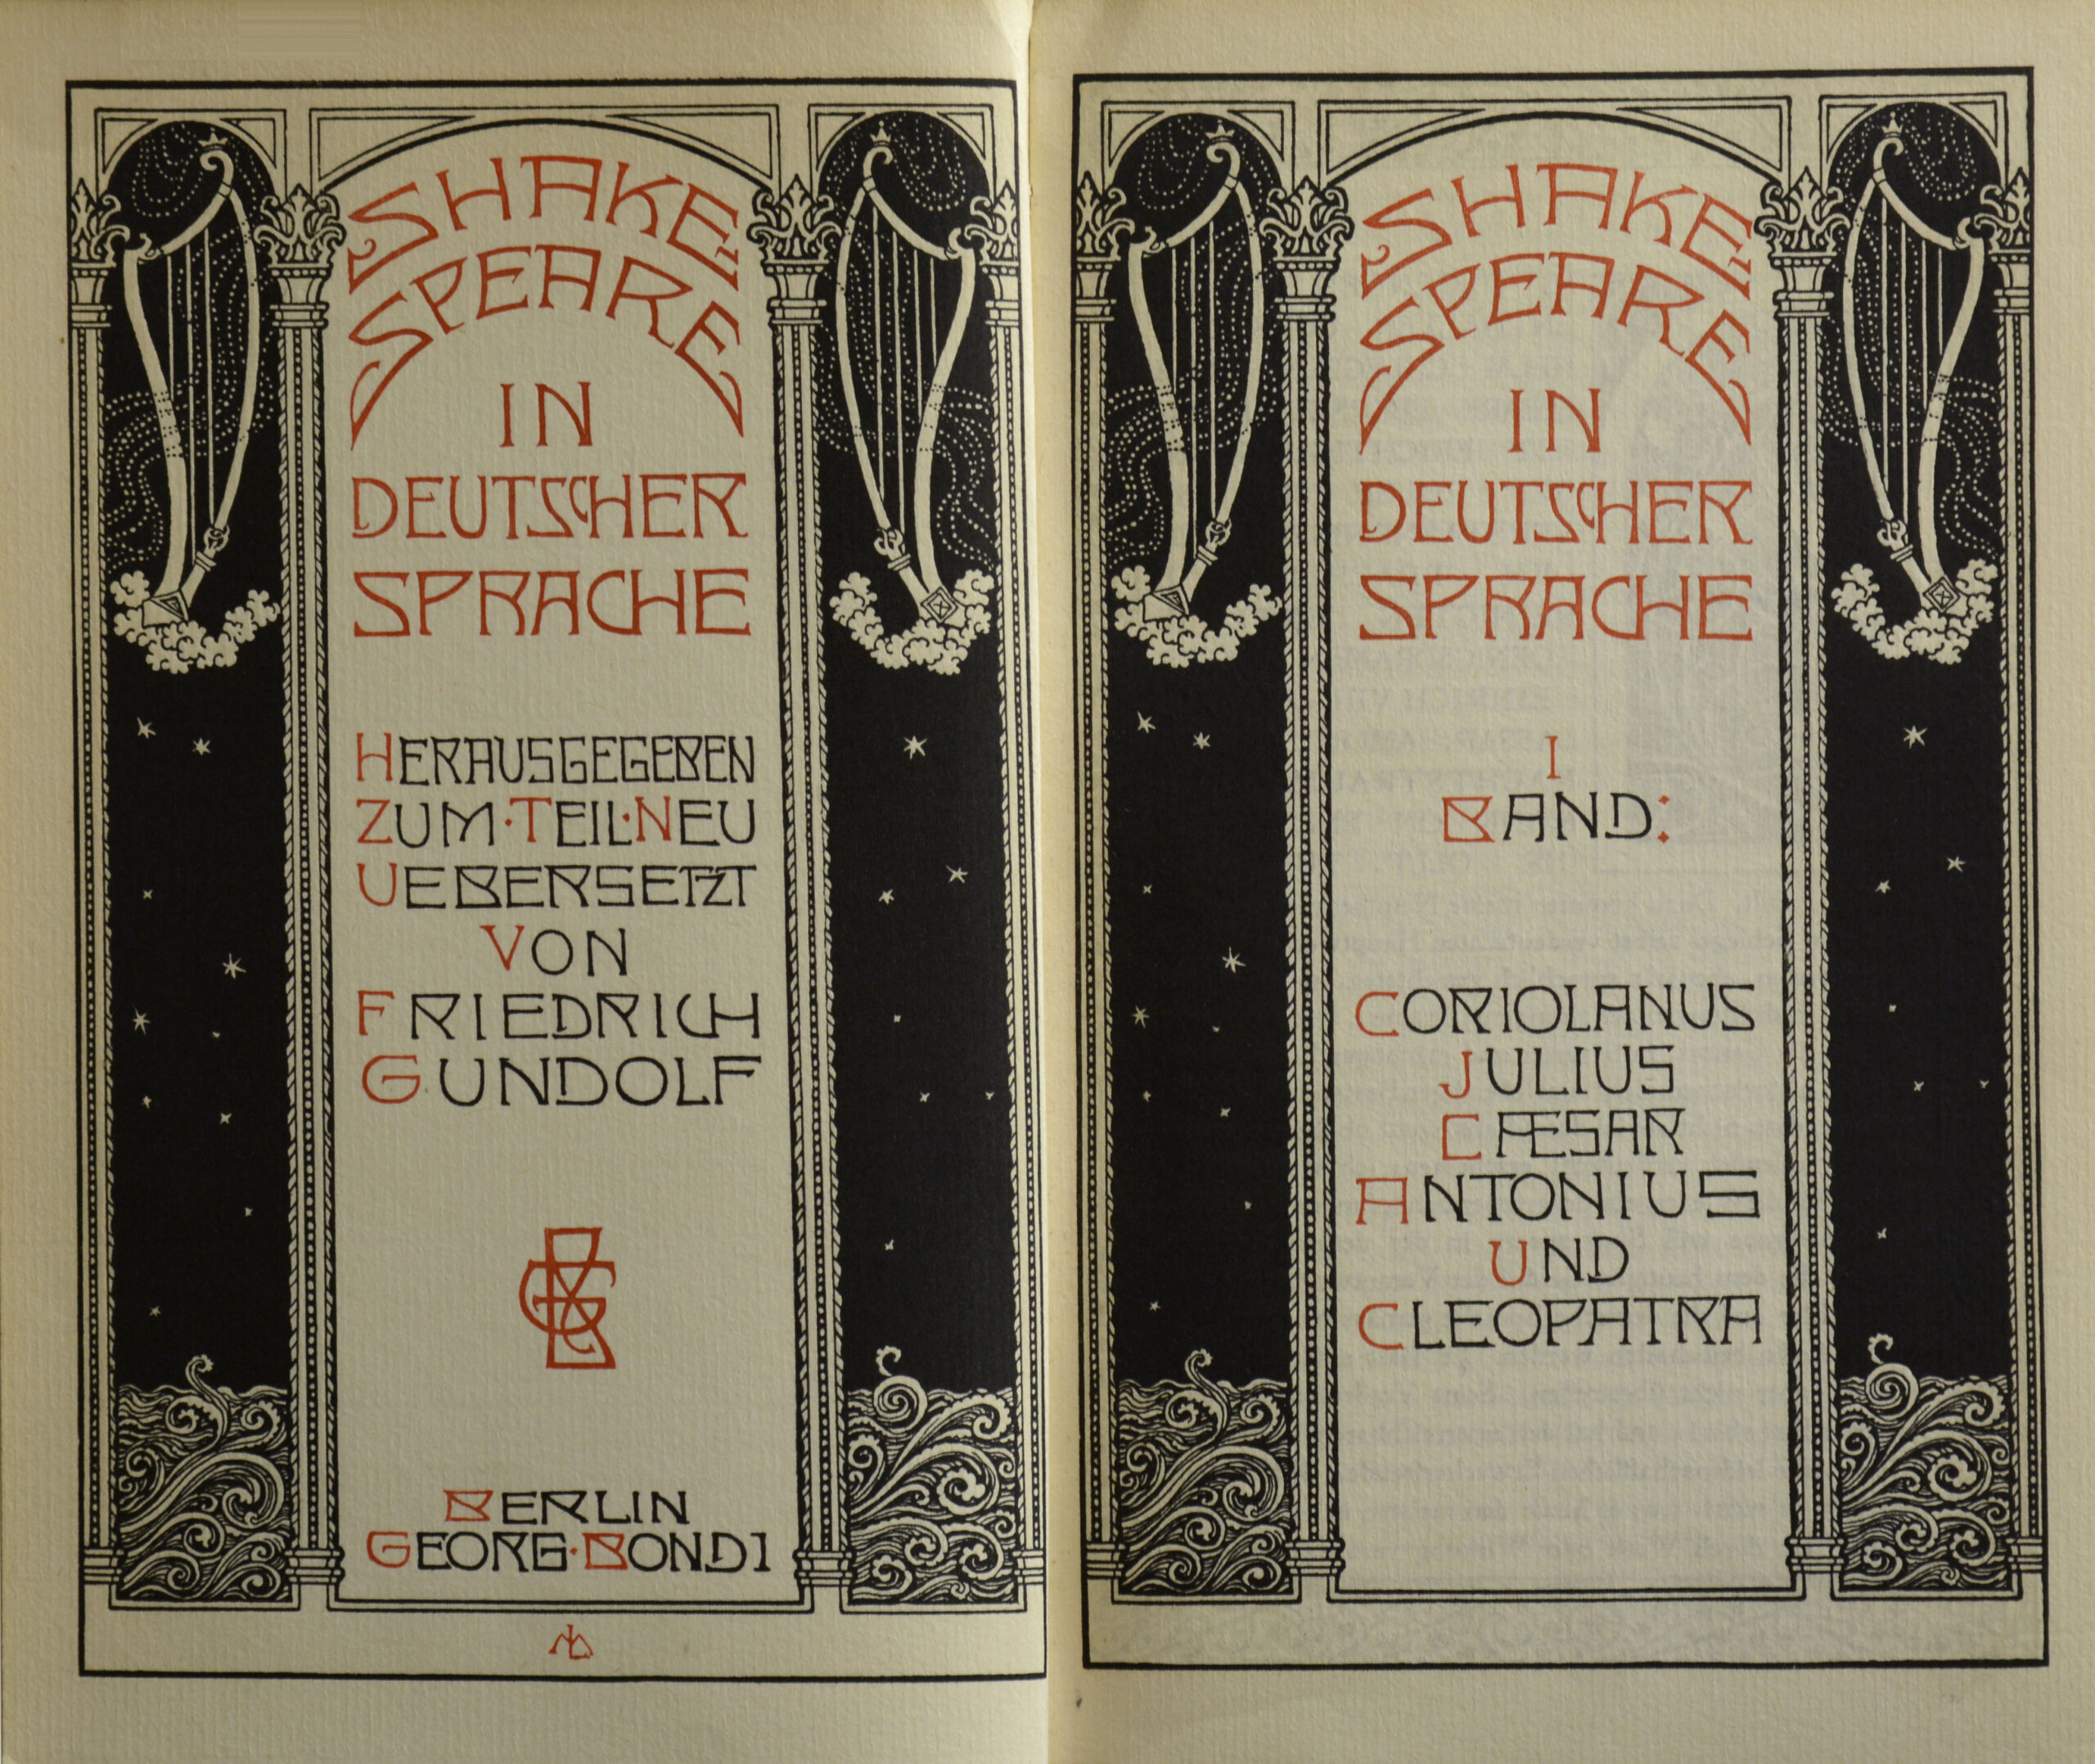 SHAKE
SPEARE
IN
DEUTSCHER
SPRACHE
HERAUSGEGEBEN
ZUM·TEIL·NEU
UEBERSETZT
VON
FRIEDRICH
GUNDOLF
BERLIN
GEORG·BONDI
SHAKE
SPEARE
IN
DEUTSCHER
SPRACHE
I
BAND:
CORIOLANUS
JULIUS
CÆSAR
ANTONIUS
UND
CLEOPATRA